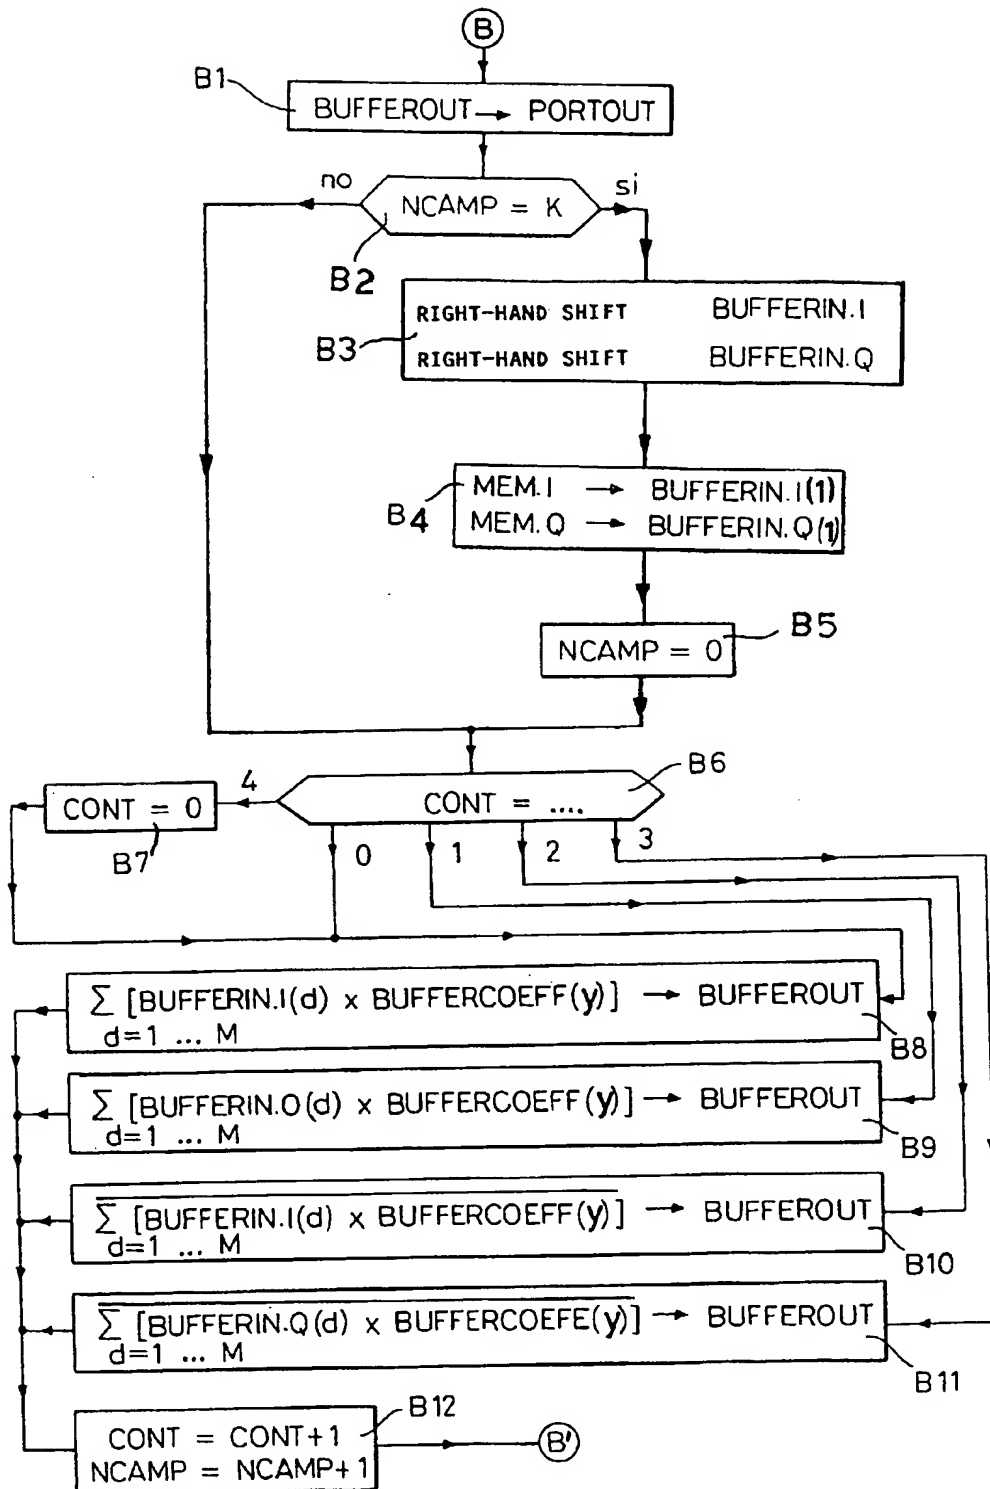 B
B1
BUFFEROUT → PORTOUT
no
NCAMP = K
si
B2
RIGHT-HAND SHIFT BUFFERIN.I
B3
RIGHT-HAND SHIFT BUFFERIN.Q
MEM.I → BUFFERIN.I(1)
B4
MEM.Q → BUFFERIN.Q(1)
B5
NCAMP = 0
B6
4
CONT = 0
CONT = ....
B7
0
1
2
3
∑ [BUFFERIN.I(d) x BUFFERCOEFF(y)] → BUFFEROUT
d=1 ... M
B8
∑ [BUFFERIN.O(d) x BUFFERCOEFF(y)] → BUFFEROUT
d=1 ... M
B9
∑ [BUFFERIN.I(d) x BUFFERCOEFF(y)] → BUFFEROUT
d=1 ... M
B10
∑ [BUFFERIN.Q(d) x BUFFERCOEFE(y)] → BUFFEROUT
d=1 ... M
B11
B12
CONT = CONT+1
NCAMP = NCAMP+1
B'